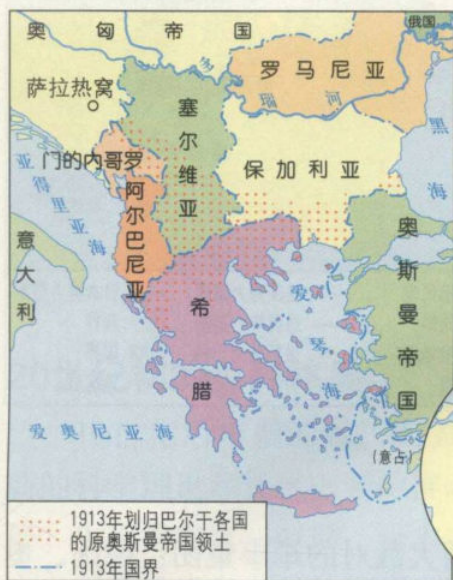 奥匈帝国
俄国
罗马尼亚
多瑙河
萨拉热窝
塞尔维亚
黑海
门的内哥罗
保加利亚
亚得里亚海
阿尔巴尼亚
意大利
奥斯曼帝国
希腊
爱琴海
爱奥尼亚海
(意占)
1913年划归巴尔干各国
的原奥斯曼帝国领土
1913年国界